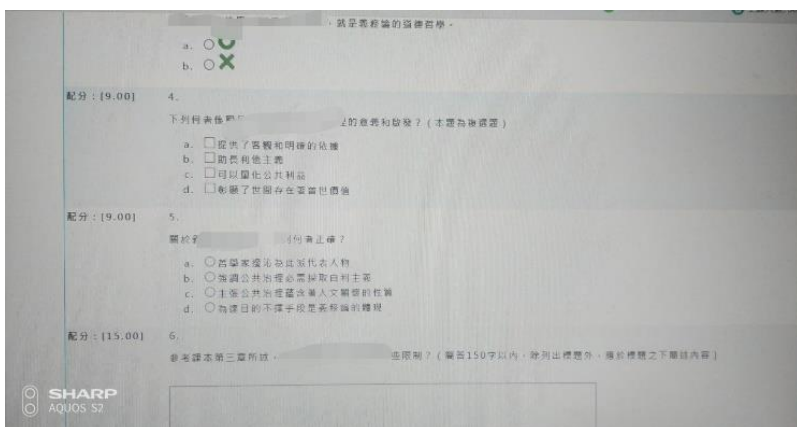 ，就是義務論的道德哲學。
a.
b.
配分：[9.00] 4.
下列何者 的意義和啟發？（本題為複選題）
a. 提供了客觀和明確的依據
b. 助長利他主義
c. 可以量化公共利益
d. 彰顯了世間存在著普世價值
配分：[9.00] 5.
關於 何者正確？
a. 哲學家邊沁為此派代表人物
b. 強調公共治理必需採取自利主義
c. 主張公共治理蘊含著人文關懷的性質
d. 為達目的不擇手段是義務論的體現
配分：[15.00] 6.
參考課本第三章所述， 些限制？（簡答150字以內，除列出標題外，應於標題之下簡述內容）
SHARP
AQUOS S2